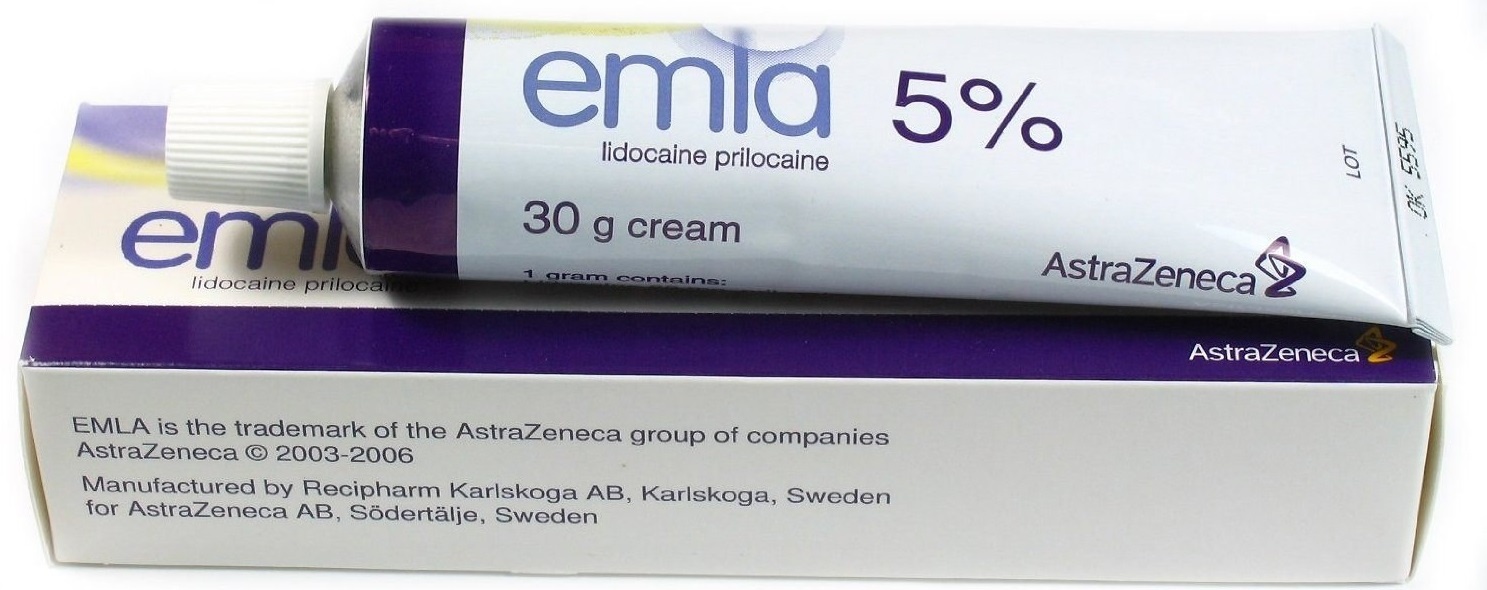 emla 5%
lidocaine prilocaine
30 g cream
1 gram contains:
AstraZeneca
LOT
OK 5595
lidocaine
AstraZeneca
EMLA is the trademark of the AstraZeneca group of companies
AstraZeneca © 2003-2006
Manufactured by Recipharm Karlskoga AB, Karlskoga, Sweden
for AstraZeneca AB, Södertälje, Sweden